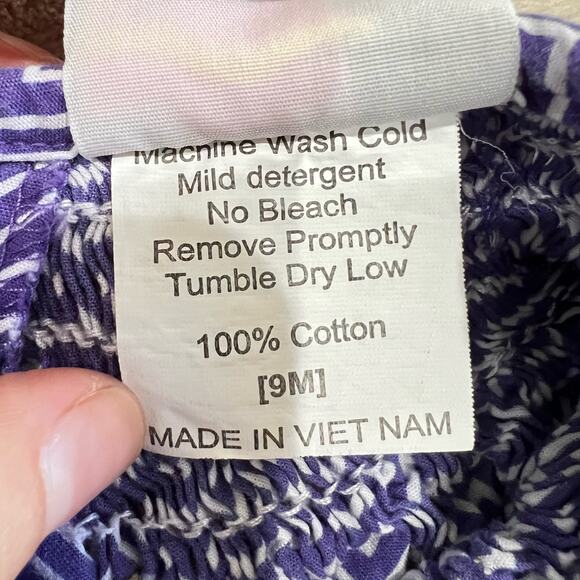 Machine Wash Cold
Mild detergent
No Bleach
Remove Promptly
Tumble Dry Low
100% Cotton
[9M]
MADE IN VIET NAM